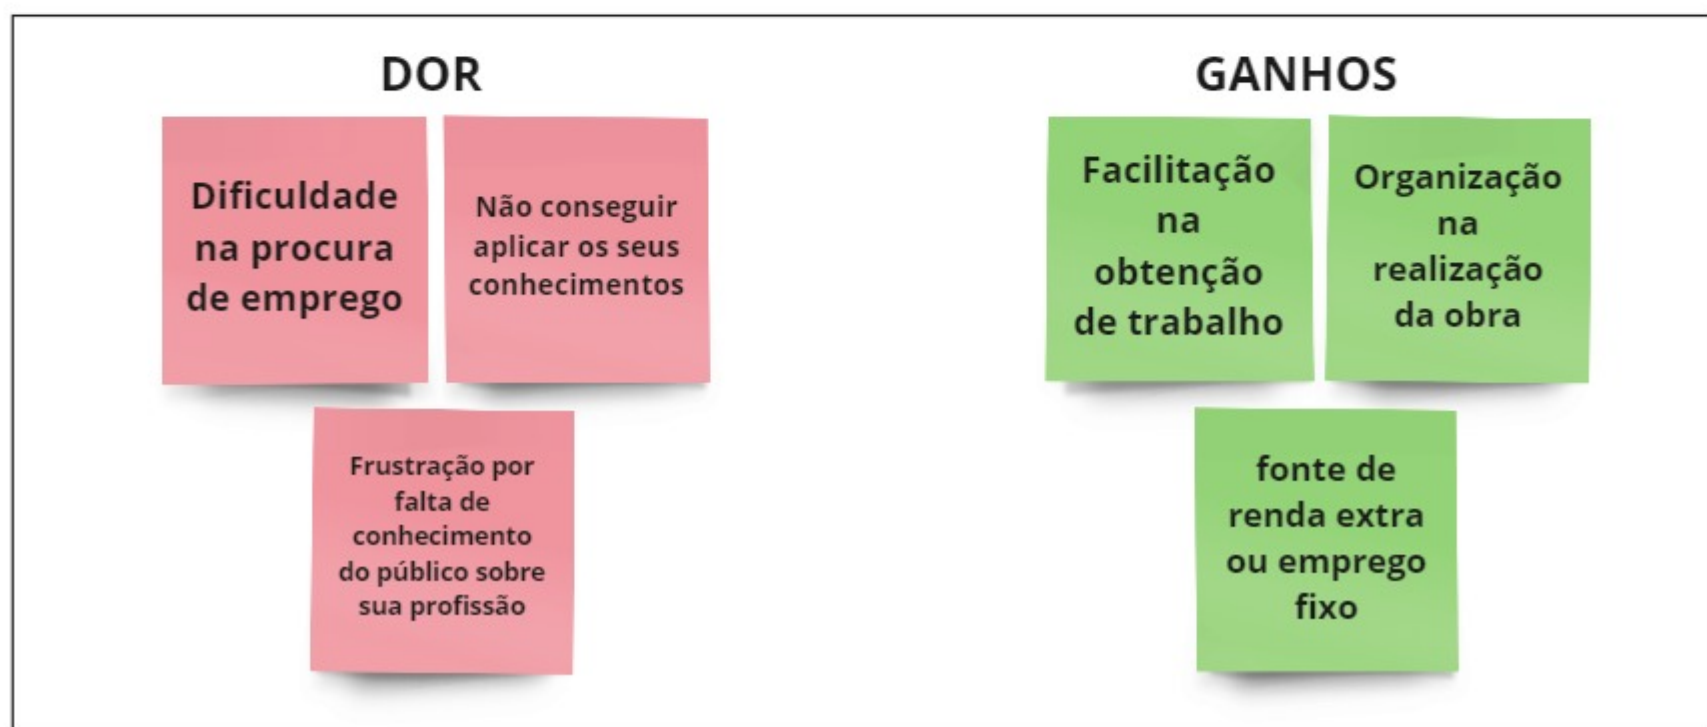 DOR
Dificuldade
na procura
de emprego
Não conseguir
aplicar os seus
conhecimentos
Frustração por
falta de
conhecimento
do público sobre
sua profissão
GANHOS
Facilitação
na
obtenção
de trabalho
Organização
na
realização
da obra
fonte de
renda extra
ou emprego
fixo